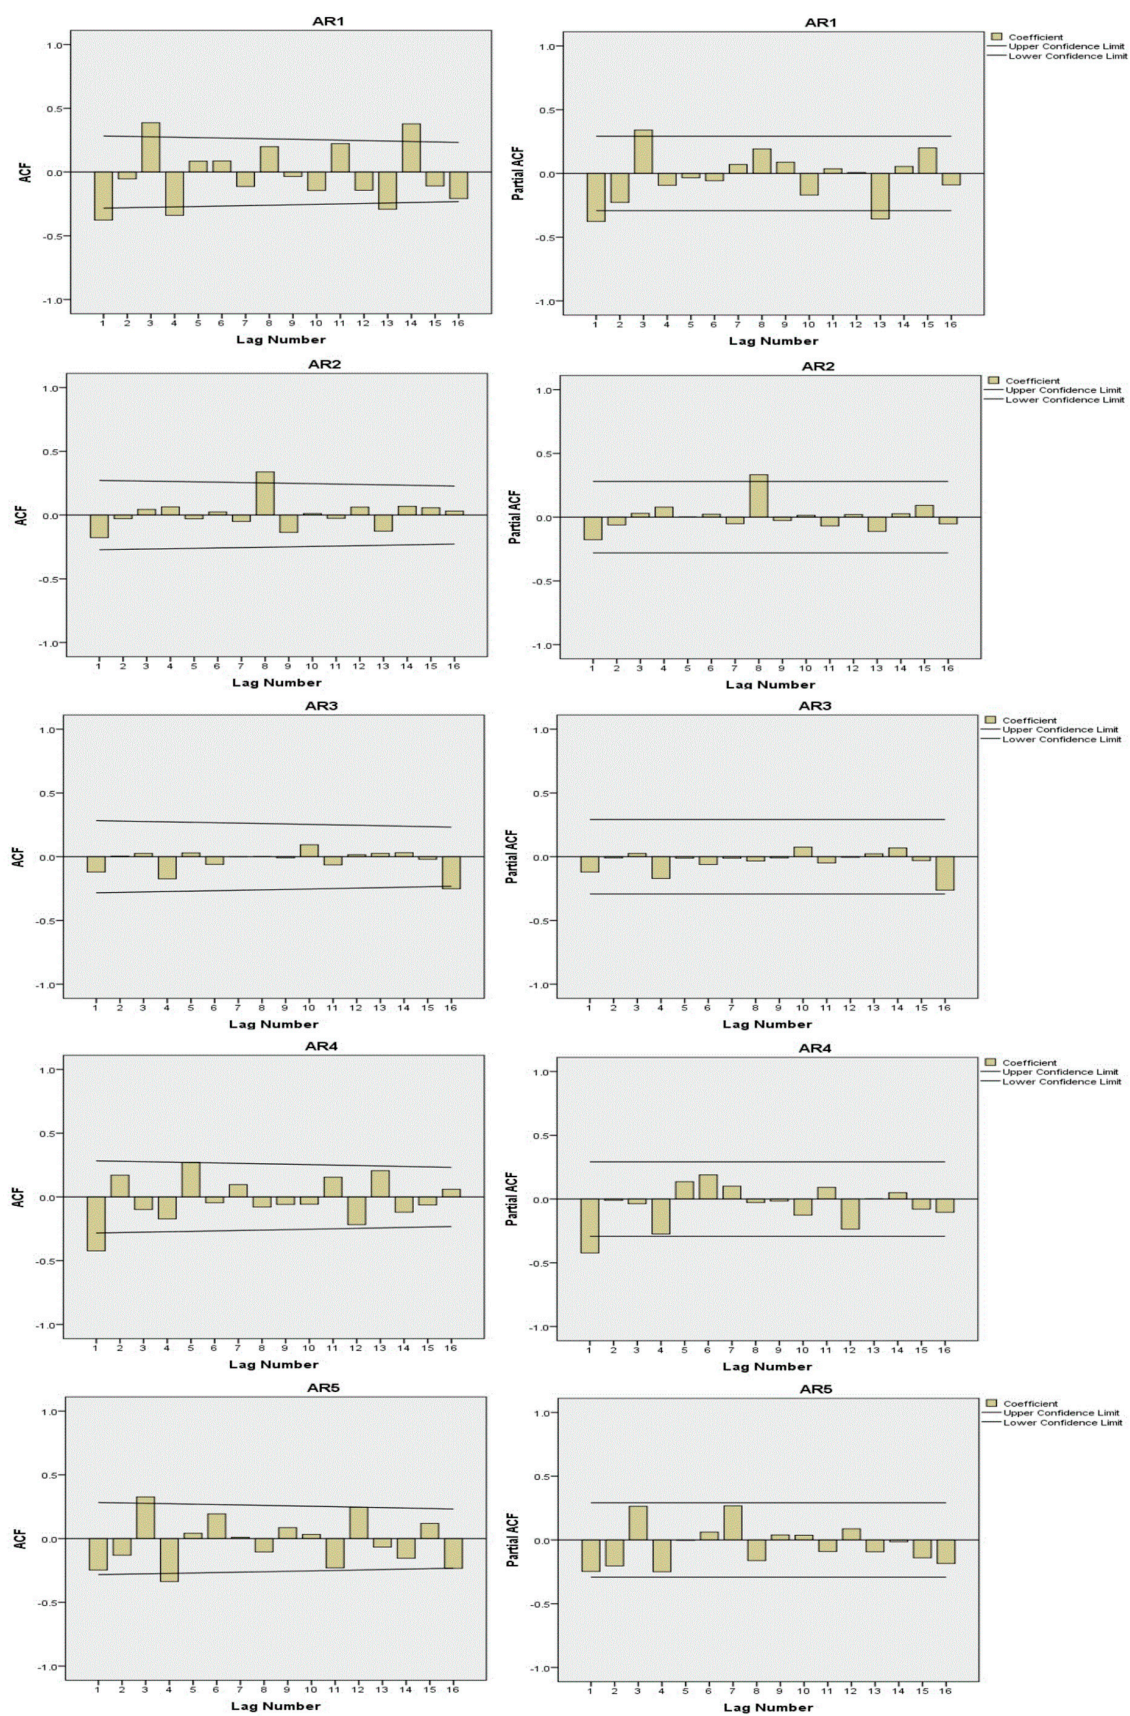 AR1
ACF
1.0
0.5
0.0
-0.5
-1.0
1 2 3 4 5 6 7 8 9 10 11 12 13 14 15 16
Lag Number
AR1
Partial ACF
1.0
0.5
0.0
-0.5
-1.0
1 2 3 4 5 6 7 8 9 10 11 12 13 14 15 16
Lag Number
Coefficient
Upper Confidence Limit
Lower Confidence Limit
AR2
ACF
1.0
0.5
0.0
-0.5
-1.0
1 2 3 4 5 6 7 8 9 10 11 12 13 14 15 16
Lag Number
AR2
Partial ACF
1.0
0.5
0.0
-0.5
-1.0
1 2 3 4 5 6 7 8 9 10 11 12 13 14 15 16
Lag Number
Coefficient
Upper Confidence Limit
Lower Confidence Limit
AR3
ACF
1.0
0.5
0.0
-0.5
-1.0
1 2 3 4 5 6 7 8 9 10 11 12 13 14 15 16
Lag Number
AR3
Partial ACF
1.0
0.5
0.0
-0.5
-1.0
1 2 3 4 5 6 7 8 9 10 11 12 13 14 15 16
Lag Number
Coefficient
Upper Confidence Limit
Lower Confidence Limit
AR4
ACF
1.0
0.5
0.0
-0.5
-1.0
1 2 3 4 5 6 7 8 9 10 11 12 13 14 15 16
Lag Number
AR4
Partial ACF
1.0
0.5
0.0
-0.5
-1.0
1 2 3 4 5 6 7 8 9 10 11 12 13 14 15 16
Lag Number
Coefficient
Upper Confidence Limit
Lower Confidence Limit
AR5
ACF
1.0
0.5
0.0
-0.5
-1.0
1 2 3 4 5 6 7 8 9 10 11 12 13 14 15 16
Lag Number
AR5
Partial ACF
1.0
0.5
0.0
-0.5
-1.0
1 2 3 4 5 6 7 8 9 10 11 12 13 14 15 16
Lag Number
Coefficient
Upper Confidence Limit
Lower Confidence Limit